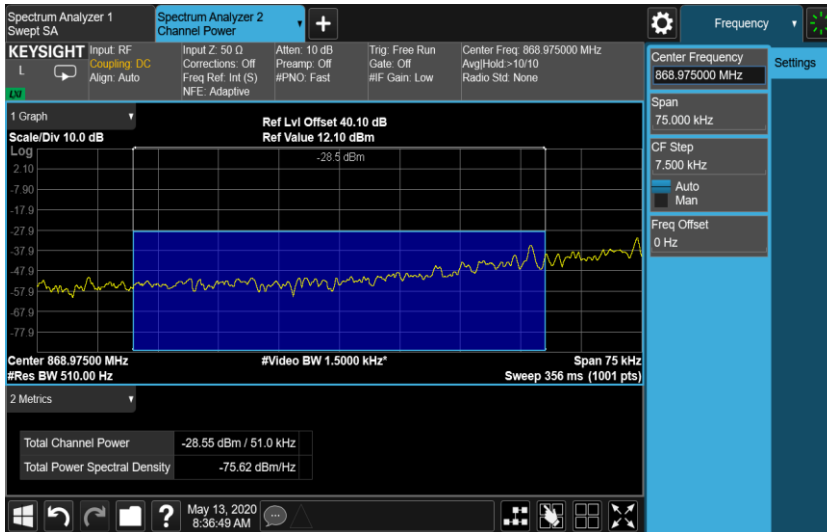 Spectrum Analyzer 1
Swept SA
Spectrum Analyzer 2
Channel Power
Frequency
KEYSIGHT
L
LXI
Input: RF
Coupling: DC
Align: Auto
Input Z: 50 Ω
Corrections: Off
Freq Ref: Int (S)
NFE: Adaptive
Atten: 10 dB
Preamp: Off
#PNO: Fast
Trig: Free Run
Gate: Off
#IF Gain: Low
Center Freq: 868.975000 MHz
Avg|Hold:>10/10
Radio Std: None
Center Frequency
868.975000 MHz
Settings
Span
75.000 kHz
CF Step
7.500 kHz
Auto
Man
Freq Offset
0 Hz
1 Graph
Scale/Div 10.0 dB
Ref Lvl Offset 40.10 dB
Ref Value 12.10 dBm
Log
-28.5 dBm
2.10
-7.90
-17.9
-27.9
-37.9
-47.9
-57.9
-67.9
-77.9
Center 868.97500 MHz
#Res BW 510.00 Hz
#Video BW 1.5000 kHz*
Span 75 kHz
Sweep 356 ms (1001 pts)
2 Metrics
Total Channel Power -28.55 dBm / 51.0 kHz
Total Power Spectral Density -75.62 dBm/Hz
?
May 13, 2020
8:36:49 AM